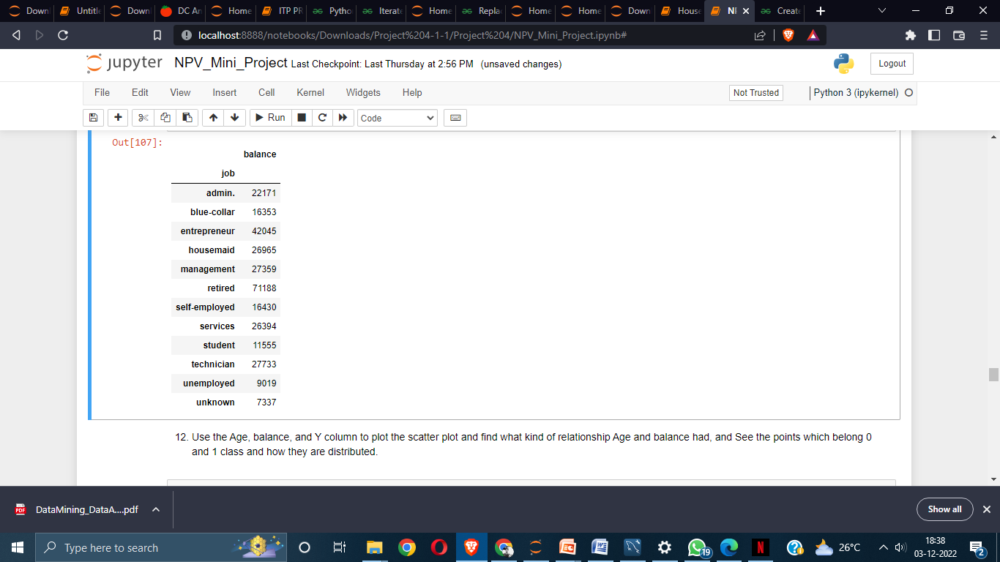 Downl Untitle Downl DC An Home ITP PR Pytho Iterate Home Repla Home Home Down House NP Create
localhost:8888/notebooks/Downloads/Project%204-1-1/Project%204/NPV_Mini_Project.ipynb#
jupyter NPV_Mini_Project Last Checkpoint: Last Thursday at 2:56 PM (unsaved changes) Logout
File Edit View Insert Cell Kernel Widgets Help Not Trusted Python 3 (ipykernel)
Run Code
Out[107]:
balance
job
admin. 22171
blue-collar 16353
entrepreneur 42045
housemaid 26965
management 27359
retired 71188
self-employed 16430
services 26394
student 11555
technician 27733
unemployed 9019
unknown 7337
12. Use the Age, balance, and Y column to plot the scatter plot and find what kind of relationship Age and balance had, and See the points which belong 0
and 1 class and how they are distributed.
PDF DataMining_DataA....pdf Show all
Type here to search 19 26°C 18:38
03-12-2022 2